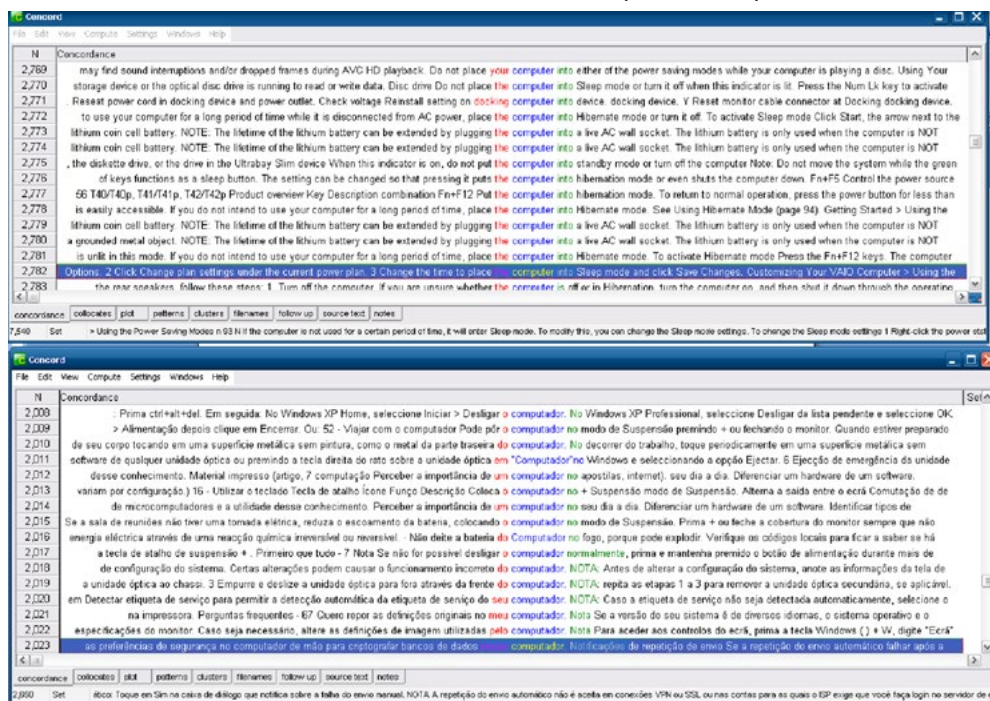 Concord
File Edit View Compute Settings Windows Help
N Concordance
2,769 may find sound interruptions and/or dropped frames during AVC HD playback. Do not place your computer into either of the power saving modes while your computer is playing a disc. Using Your
2,770 storage device or the optical disc drive is running to read or write data. Disc drive Do not place the computer into Sleep mode or turn it off when this indicator is lit. Press the Num Lk key to activate
2,771 . Reseat power cord in docking device and power outlet. Check voltage Reinstall setting on docking computer into device. docking device. Y Reset monitor cable connector at Docking docking device.
2,772 to use your computer for a long period of time while it is disconnected from AC power, place the computer into Hibernate mode or turn it off. To activate Sleep mode Click Start, the arrow next to the
2,773 lithium coin cell battery. NOTE: The lifetime of the lithium battery can be extended by plugging the computer into a live AC wall socket. The lithium battery is only used when the computer is NOT
2,774 lithium coin cell battery. NOTE: The lifetime of the lithium battery can be extended by plugging the computer into a live AC wall socket. The lithium battery is only used when the computer is NOT
2,775 , the diskette drive, or the drive in the Ultrabay Slim device When this indicator is on, do not put the computer into standby mode or turn off the computer Note: Do not move the system while the green
2,776 of keys functions as a sleep button. The setting can be changed so that pressing it puts the computer into hibernation mode or even shuts the computer down. Fn+F5 Control the power source
2,777 56 T40/T40p, T41/T41p, T42/T42p Product overview Key Description combination Fn+F12 Put the computer into hibernation mode. To return to normal operation, press the power button for less than
2,778 is easily accessible. If you do not intend to use your computer for a long period of time, place the computer into Hibernate mode. See Using Hibernate Mode (page 94) Getting Started > Using the
2,779 lithium coin cell battery. NOTE: The lifetime of the lithium battery can be extended by plugging the computer into a live AC wall socket. The lithium battery is only used when the computer is NOT
2,780 a grounded metal object. NOTE: The lifetime of the lithium battery can be extended by plugging the computer into a live AC wall socket. The lithium battery is only used when the computer is NOT
2,781 is unlit in this mode. If you do not intend to use your computer for a long period of time, place the computer into Hibernate mode. To activate Hibernate mode Press the Fn+F12 keys. The computer
2,782 Options. 2 Click Change plan settings under the current power plan. 3 Change the time to place the computer into Sleep mode and click Save Changes. Customizing Your VAIO Computer > Using the
2,783 the rear speakers, follow these steps: 1. Turn off the computer. If you are unsure whether the computer is off or in Hibernation, turn the computer on, and then shut it down through the operating
concordance collocates plot patterns clusters filenames follow up source text notes
7,540 Set > Using the Power Saving Modes n 93 N If the computer is not used for a certain period of time, it will enter Sleep mode. To modify this, you can change the Sleep mode settings. To change the Sleep mode settings 1 Right-click the power stat
Concord
File Edit View Compute Settings Windows Help
N Concordance Set
2,008 : Prima ctrl+alt+del. Em seguida: No Windows XP Home, seleccione Iniciar > Desligar o computador. No Windows XP Professional, seleccione Desligar da lista pendente e seleccione OK.
2,009 > Alimentação depois clique em Encerrar. Ou: 52 - Viajar com o computador Pode pôr o computador no modo de Suspensão premindo + ou fechando o monitor. Quando estiver preparado
2,010 de seu corpo tocando em uma superfície metálica sem pintura, como o metal da parte traseira do computador. No decorrer do trabalho, toque periodicamente em uma superfície metálica sem
2,011 software de qualquer unidade óptica ou premindo a tecla direita do rato sobre a unidade óptica em "Computador"no Windows e seleccionando a opção Ejectar. 6 Ejecção de emergência da unidade
2,012 desse conhecimento. Material impresso (artigo, 7 computação Perceber a importância de um computador no apostilas, internet). seu dia a dia. Diferenciar um hardware de um software.
2,013 variam por configuração.) 16 - Utilizar o teclado Tecla de atalho Ícone Funço Descrição Coloca o computador no + Suspensão modo de Suspensão. Alterna a saída entre o ecrã Comutação de de
2,014 de microcomputadores e a utilidade desse conhecimento. Perceber a importância de um computador no seu dia a dia. Diferenciar um hardware de um software. Identificar tipos de
2,015 Se a sala de reuniões não tiver uma tomada elétrica, reduza o escoamento da bateria, colocando o computador no modo de Suspensão. Prima + ou feche a cobertura do monitor sempre que não
2,016 energia eléctrica através de uma reacção química irreversível ou reversível. - Não deite a bateria do Computador no fogo, porque pode explodir. Verifique os códigos locais para ficar a saber se há
2,017 a tecla de atalho de suspensão + . Primeiro que tudo - 7 Nota Se não for possível desligar o computador normalmente, prima e mantenha premido o botão de alimentação durante mais de
2,018 de configuração do sistema. Certas alterações podem causar o funcionamento incorreto do computador. NOTA: Antes de alterar a configuração do sistema, anote as informações da tela de
2,019 a unidade óptica ao chassi. 3 Empurre e deslize a unidade óptica para fora através da frente do computador. NOTA: repita as etapas 1 a 3 para remover a unidade óptica secundária, se aplicável.
2,020 em Detectar etiqueta de serviço para permitir a detecção automática da etiqueta de serviço do seu computador. NOTA: Caso a etiqueta de serviço não seja detectada automaticamente, selecione o
2,021 na impressora. Perguntas frequentes - 67 Quero repor as definições originais no meu computador. Nota Se a versão do seu sistema é de diversos idiomas, o sistema operativo e o
2,022 especificações do monitor. Caso seja necessário, altere as definições de imagem utilizadas pelo computador. Nota Para aceder aos controlos do ecrã, prima a tecla Windows ( ) + W, digite "Ecrã"
2,023 as preferências de segurança no computador de mão para criptografar bancos de dados computador. Notificações de repetição de envio Se a repetição do envio automático falhar após a
concordance collocates plot patterns clusters filenames follow up source text notes
2,860 Set ético: Toque em Sim na caixa de diálogo que notifica sobre a falha do envio manual. NOTA A repetição do envio automático não é aceita em conexões VPN ou SSL ou nas contas para as quais o ISP exige que você faça login no servidor de e